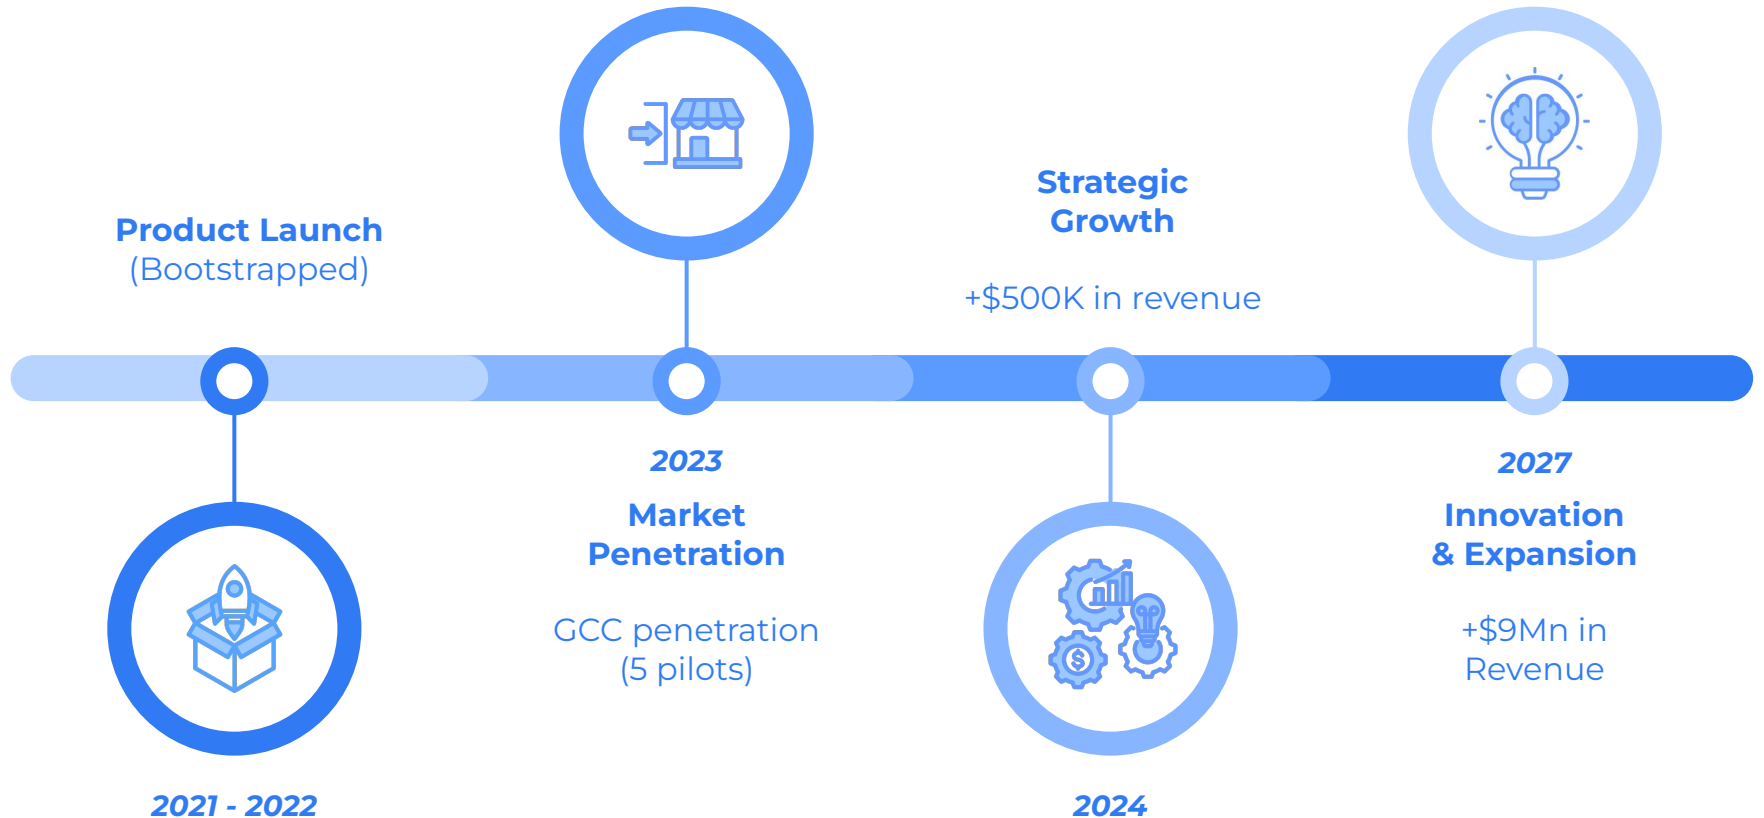 Product Launch
(Bootstrapped)
2021 - 2022
2023
Market
Penetration
GCC penetration
(5 pilots)
Strategic
Growth
+$500K in revenue
$
2024
2027
Innovation
& Expansion
+$9Mn in
Revenue